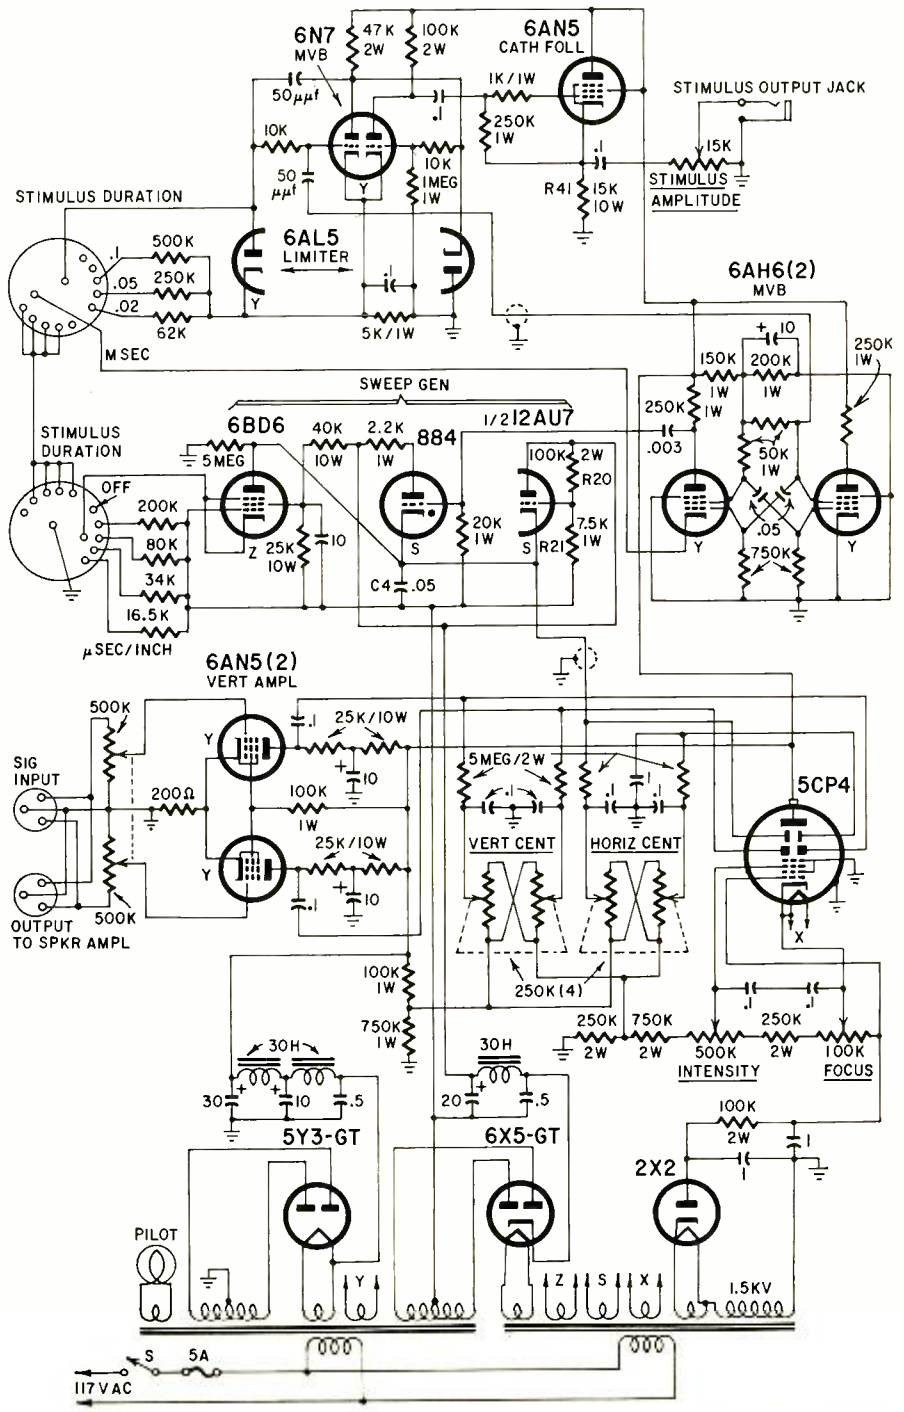 6N7
MVB
47K
2W
100K
2W
6AN5
CATH FOLL
50μμf
.1
1K/1W
250K
1W
STIMULUS OUTPUT JACK
10K
50
μμf
Y
10K
1MEG
1W
.1
R41
15K
10W
15K
STIMULUS
AMPLITUDE
STIMULUS DURATION
.1
500K
.05
250K
.02
62K
MSEC
6AL5
LIMITER
Y
.1
5K/1W
6AH6(2)
MVB
+
10
150K
1W
200K
1W
250K
1W
250K
1W
.003
50K
1W
.05
750K
Y
Y
SWEEP GEN
6BD6
5MEG
40K
10W
2.2K
1W
884
1/2 12AU7
100K
2W
R20
STIMULUS
DURATION
OFF
200K
80K
34K
16.5K
μSEC/INCH
Z
25K
10W
10
S
20K
1W
S
R21
7.5K
1W
C4
.05
6AN5(2)
VERT AMPL
500K
Y
.1
25K/10W
+
10
SIG
INPUT
200Ω
100K
1W
25K/10W
Y
+
10
.1
500K
OUTPUT
TO SPKR AMPL
5MEG/2W
.1
.1
.1
VERT CENT
HORIZ CENT
5CP4
X
250K(4)
100K
1W
750K
1W
250K
2W
750K
2W
500K
INTENSITY
.1
.1
250K
2W
100K
FOCUS
30H
30
+
10
.5
5Y3-GT
30H
20
+
.5
6X5-GT
100K
2W
1
1
2X2
PILOT
Y
Z
S
X
1.5KV
S
5A
117VAC